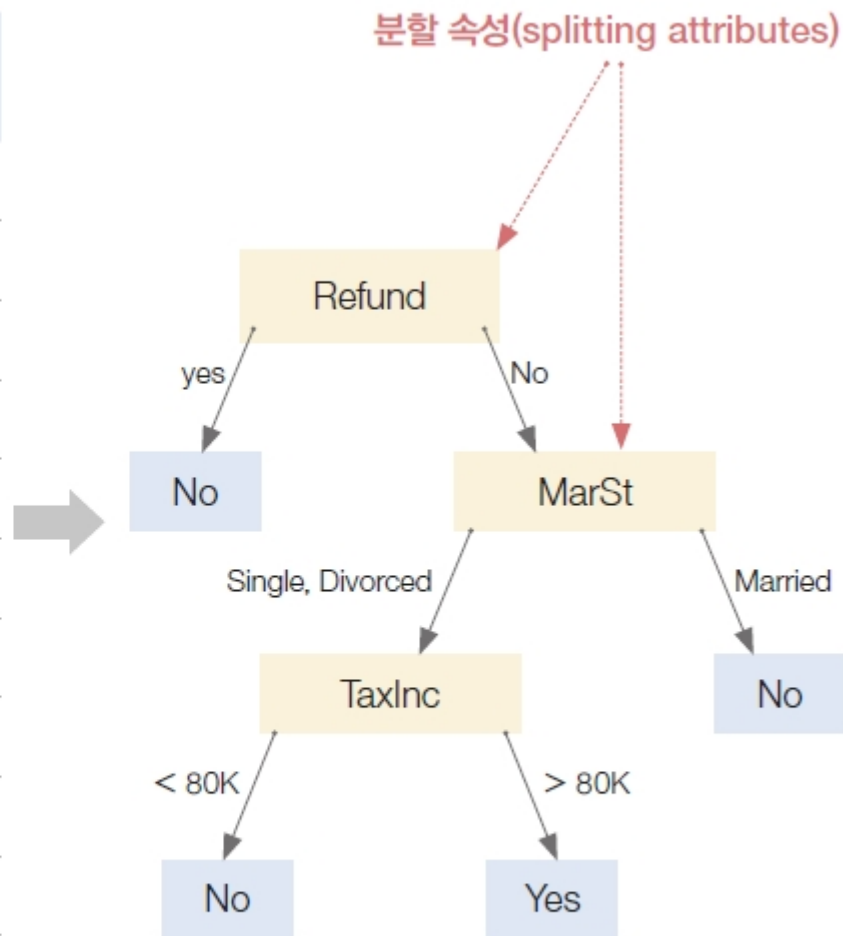 분할 속성(splitting attributes)
Refund
yes
No
No
MarSt
Single, Divorced
Married
TaxInc
No
< 80K
> 80K
No
Yes